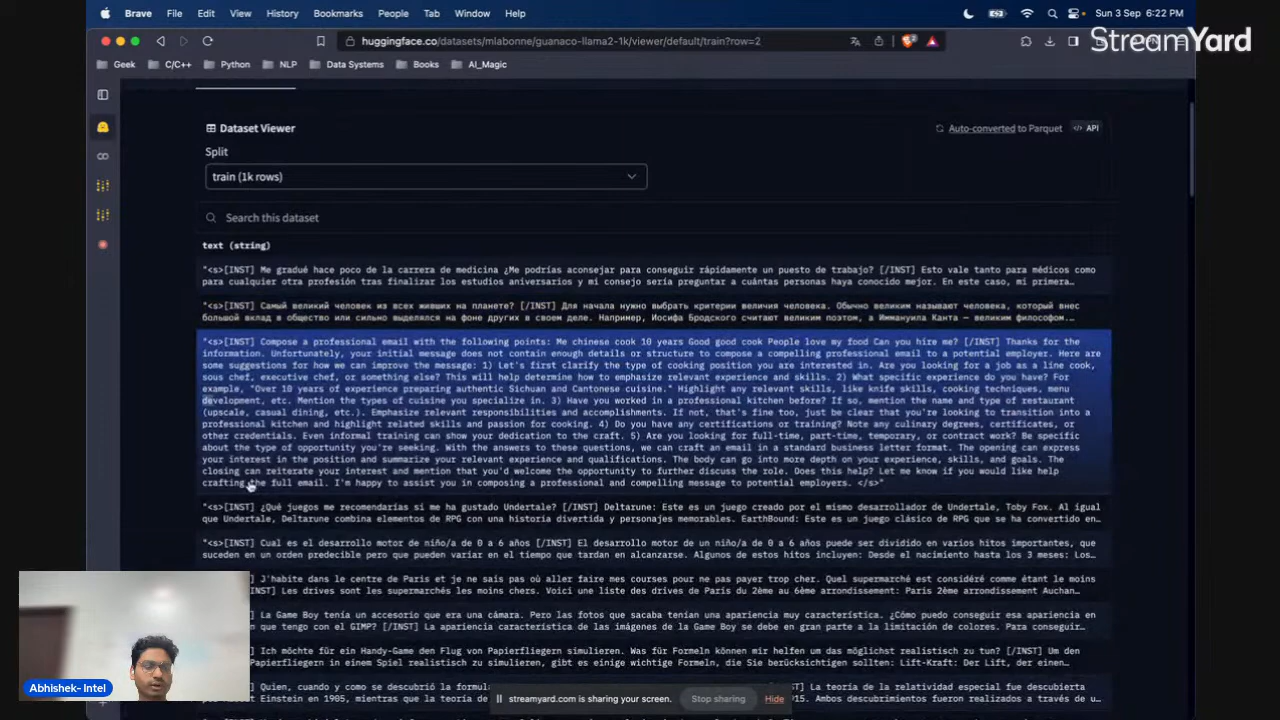 Brave File Edit View History Bookmarks People Tab Window Help Sun 3 Sep 6:22 PM
StreamYard
huggingface.co/datasets/mlabonne/guanaco-llama2-1k/viewer/default/train?row=2
Geek C/C++ Python NLP Data Systems Books AI_Magic
Dataset Viewer
Auto-converted to Parquet </> API
Split
train (1k rows)
Search this dataset
text (string)
"<s>[INST] Me gradué hace poco de la carrera de medicina ¿Me podrías aconsejar para conseguir rápidamente un puesto de trabajo? [/INST] Esto vale tanto para médicos como
para cualquier otra profesión tras finalizar los estudios aniversarios y mi consejo sería preguntar a cuántas personas haya conocido mejor. En este caso, mi primera…
"<s>[INST] Самый великий человек из всех живших на планете? [/INST] Для начала нужно выбрать критерии величия человека. Обычно великим называют человека, который внес
большой вклад в общество или сильно выделялся на фоне других в своем деле. Например, Иосифа Бродского считают великим поэтом, а Иммануила Канта — великим философом.…
"<s>[INST] Compose a professional email with the following points: Me chinese cook 10 years Good good cook People love my food Can you hire me? [/INST] Thanks for the
information. Unfortunately, your initial message does not contain enough details or structure to compose a compelling professional email to a potential employer. Here are
some suggestions for how we can improve the message: 1) Let's first clarify the type of cooking position you are interested in. Are you looking for a job as a line cook,
sous chef, executive chef, or something else? This will help determine how to emphasize relevant experience and skills. 2) What specific experience do you have? For
example, "Over 10 years of experience preparing authentic Sichuan and Cantonese cuisine." Highlight any relevant skills, like knife skills, cooking techniques, menu
development, etc. Mention the types of cuisine you specialize in. 3) Have you worked in a professional kitchen before? If so, mention the name and type of restaurant
(upscale, casual dining, etc.). Emphasize relevant responsibilities and accomplishments. If not, that's fine too, just be clear that you're looking to transition into a
professional kitchen and highlight related skills and passion for cooking. 4) Do you have any certifications or training? Note any culinary degrees, certificates, or
other credentials. Even informal training can show your dedication to the craft. 5) Are you looking for full-time, part-time, temporary, or contract work? Be specific
about the type of opportunity you're seeking. With the answers to these questions, we can craft an email in a standard business letter format. The opening can express
your interest in the position and summarize your relevant experience and qualifications. The body can go into more depth on your experience, skills, and goals. The
closing can reiterate your interest and mention that you'd welcome the opportunity to further discuss the role. Does this help? Let me know if you would like help
crafting the full email. I'm happy to assist you in composing a professional and compelling message to potential employers. </s>"
"<s>[INST] ¿Qué juegos me recomendarías si me ha gustado Undertale? [/INST] Deltarune: Este es un juego creado por el mismo desarrollador de Undertale, Toby Fox. Al igual
que Undertale, Deltarune combina elementos de RPG con una historia divertida y personajes memorables. EarthBound: Este es un juego clásico de RPG que se ha convertido en…
"<s>[INST] Cual es el desarrollo motor de niño/a de 0 a 6 años [/INST] El desarrollo motor de un niño/a de 0 a 6 años puede ser dividido en varios hitos importantes, que
suceden en un orden predecible pero que pueden variar en el tiempo que tardan en alcanzarse. Algunos de estos hitos incluyen: Desde el nacimiento hasta los 3 meses: Los…
J'habite dans le centre de Paris et je ne sais pas où aller faire mes courses pour ne pas payer trop cher. Quel supermarché est considéré comme étant le moins
INST] Les drives sont les supermarchés les moins chers. Voici une liste des drives de Paris du 2ème au 6ème arrondissement: Paris 2ème arrondissement Auchan…
La Game Boy tenía un accesorio que era una cámara. Pero las fotos que sacaba tenían una apariencia muy característica. ¿Cómo puedo conseguir esa apariencia en
que tengo con el GIMP? [/INST] La apariencia característica de las imágenes de la Game Boy se debe en gran parte a la limitación de colores. Para conseguir…
Ich möchte für ein Handy-Game den Flug von Papierfliegern simulieren. Was für Formeln können mir helfen um das möglichst realistisch zu tun? [/INST] Um den
Papierfliegern in einem Spiel realistisch zu simulieren, gibt es einige wichtige Formeln, die Sie berücksichtigen sollten: Lift-Kraft: Der Lift, der einen…
Quien, cuando y como se descubrió la formul La teoría de la relatividad especial fue descubierta
Einstein en 1905, mientras que la teoría de 915. Ambos descubrimientos fueron realizados a través de u…
Abhishek- Intel
streamyard.com is sharing your screen. Stop sharing Hide